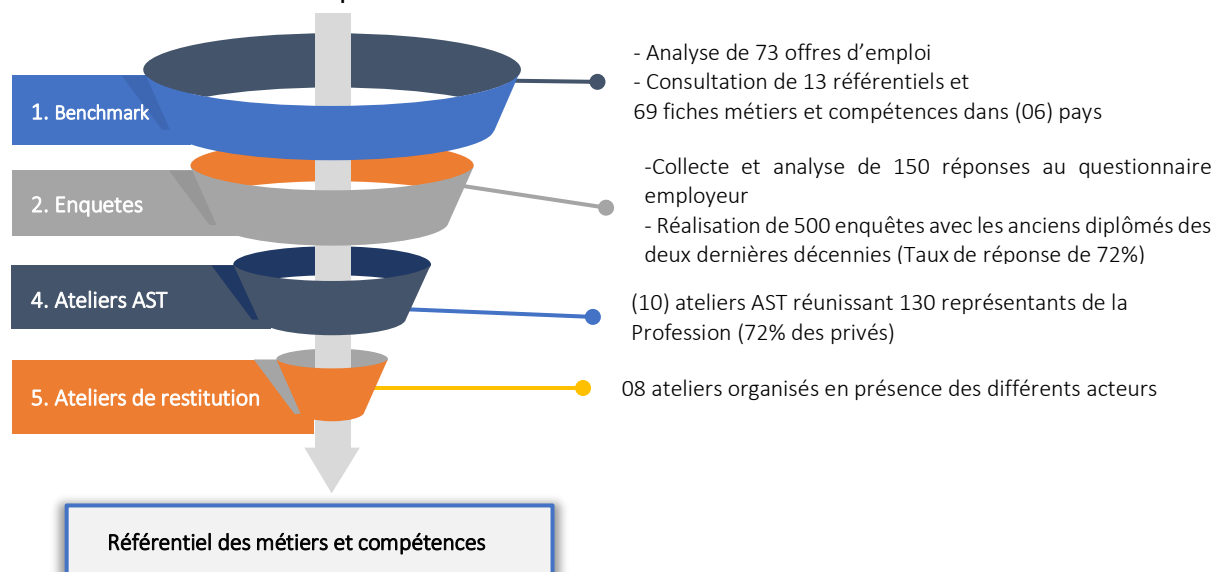 - Analyse de 73 offres d’emploi
- Consultation de 13 référentiels et
69 fiches métiers et compétences dans (06) pays
1. Benchmark
-Collecte et analyse de 150 réponses au questionnaire
employeur
- Réalisation de 500 enquêtes avec les anciens diplômés des
deux dernières décennies (Taux de réponse de 72%)
2. Enquetes
(10) ateliers AST réunissant 130 représentants de la
Profession (72% des privés)
4. Ateliers AST
08 ateliers organisés en présence des différents acteurs
5. Ateliers de restitution
Référentiel des métiers et compétences